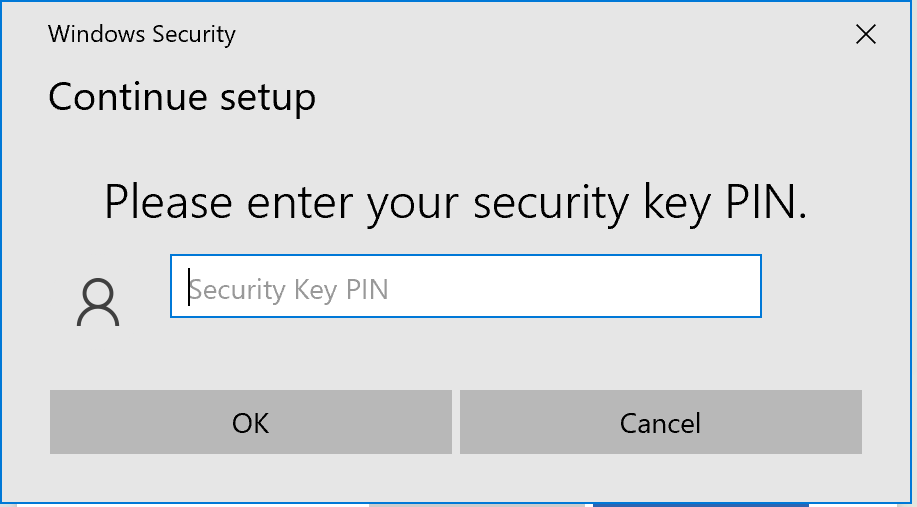 Windows Security
Continue setup
Please enter your security key PIN.
Security Key PIN
OK
Cancel